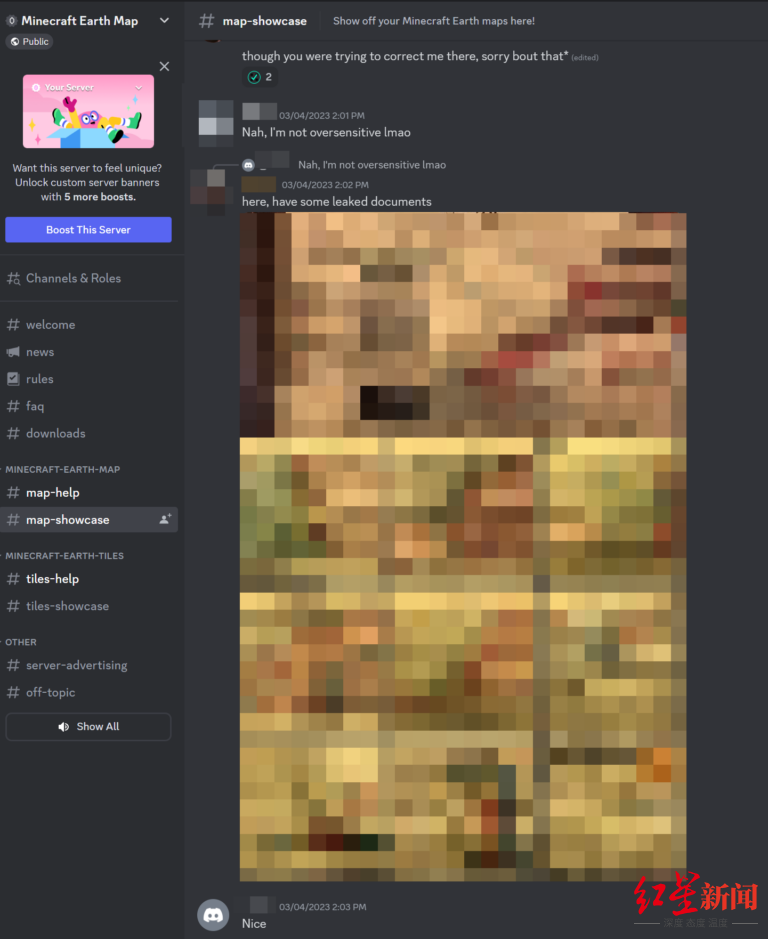 Minecraft Earth Map
Public
Your Server
Want this server to feel unique?
Unlock custom server banners
with 5 more boosts.
Boost This Server
Channels & Roles
welcome
news
rules
faq
downloads
MINECRAFT-EARTH-MAP
map-help
map-showcase
MINECRAFT-EARTH-TILES
tiles-help
tiles-showcase
OTHER
server-advertising
off-topic
Show All
map-showcase Show off your Minecraft Earth maps here!
though you were trying to correct me there, sorry bout that* (edited)
2
03/04/2023 2:01 PM
Nah, I'm not oversensitive lmao
Nah, I'm not oversensitive lmao
03/04/2023 2:02 PM
here, have some leaked documents
03/04/2023 2:03 PM
Nice
红星新闻
深度 态度 温度